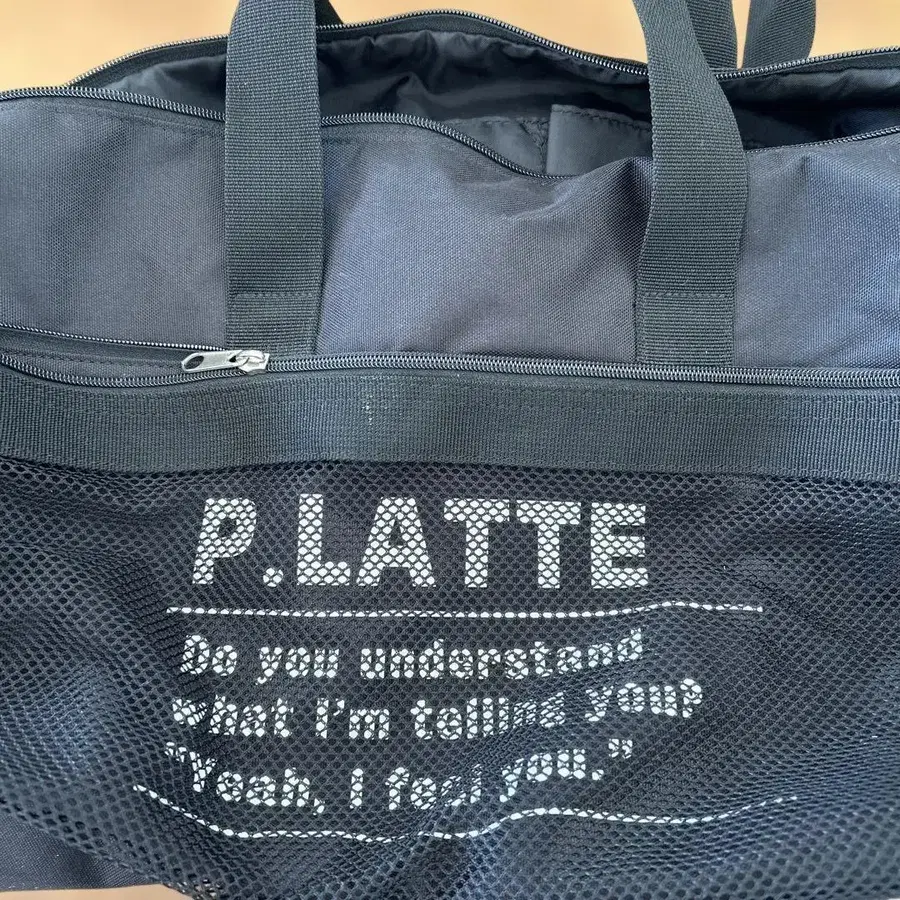 P.LATTE
Do you understand
what I'm telling you?
"Yeah, I feel you."